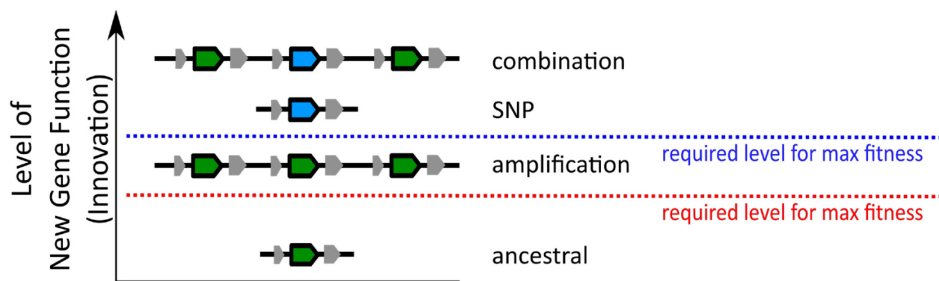 Level of
New Gene Function
(Innovation)
combination
SNP
required level for max fitness
amplification
required level for max fitness
ancestral